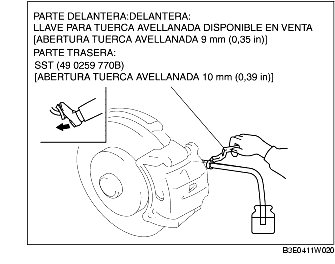 PARTE DELANTERA:DELANTERA:
LLAVE PARA TUERCA AVELLANADA DISPONIBLE EN VENTA
[ABERTURA TUERCA AVELLANADA 9 mm (0,35 in)]
PARTE TRASERA:
SST (49 0259 770B)
[ABERTURA TUERCA AVELLANADA 10 mm (0,39 in)]
B3E0411W020